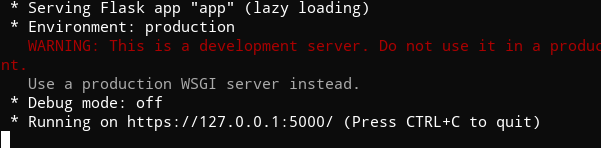 * Serving Flask app "app" (lazy loading)
* Environment: production
WARNING: This is a development server. Do not use it in a produ
nt.
Use a production WSGI server instead.
* Debug mode: off
* Running on https://127.0.0.1:5000/ (Press CTRL+C to quit)